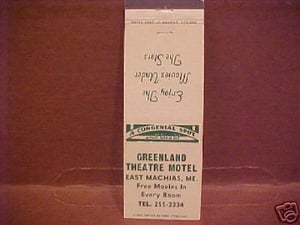 Enjoy The
Movies Under
The Stars
A CONGENIAL SPOT
GREENLAND
THEATRE MOTEL
EAST MACHIAS, ME.
Free Movies In
Every Room
TEL. 255-3334